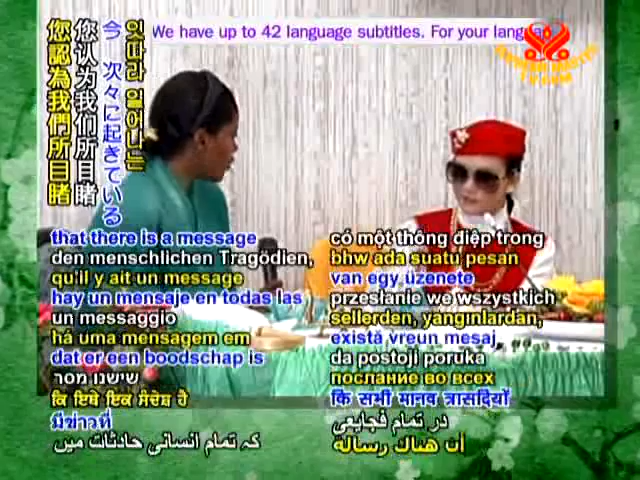 We have up to 42 language subtitles. For your langua
SUPREME MASTER
TV.COM
잇따라 일어나는
今 次々に起きている
您认为我们所目睹
您認為我們所目睹
that there is a message
den menschlichen Tragödien,
qu'il y ait un message
hay un mensaje en todas las
un messaggio
há uma mensagem em
dat er een boodschap is
שישנו מסר
ਕਿ ਇਥੇ ਇਕ ਸੰਦੇਸ਼ ਹੈ
มีข่าวที่
که تمام انسانی حادثات میں
có một thông điệp trong
bhw ada suatu pesan
van egy üzenete
przesłanie we wszystkich
sellerden, yangınlardan,
există vreun mesaj
da postoji poruka
послание во всех
कि सभी मानव त्रासदियों
در تمام فجایعی
أن هناك رسالة